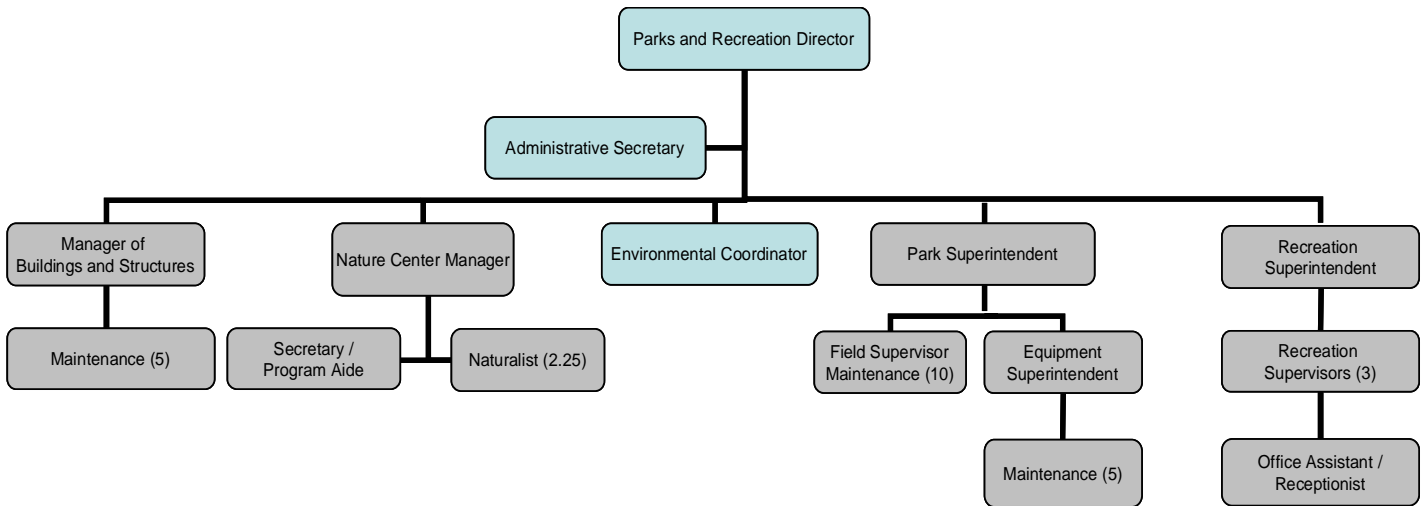 Parks and Recreation Director
Administrative Secretary
Manager of
Buildings and Structures
Nature Center Manager
Environmental Coordinator
Park Superintendent
Recreation
Superintendent
Maintenance (5)
Secretary /
Program Aide
Naturalist (2.25)
Field Supervisor
Maintenance (10)
Equipment
Superintendent
Recreation
Supervisors (3)
Maintenance (5)
Office Assistant /
Receptionist